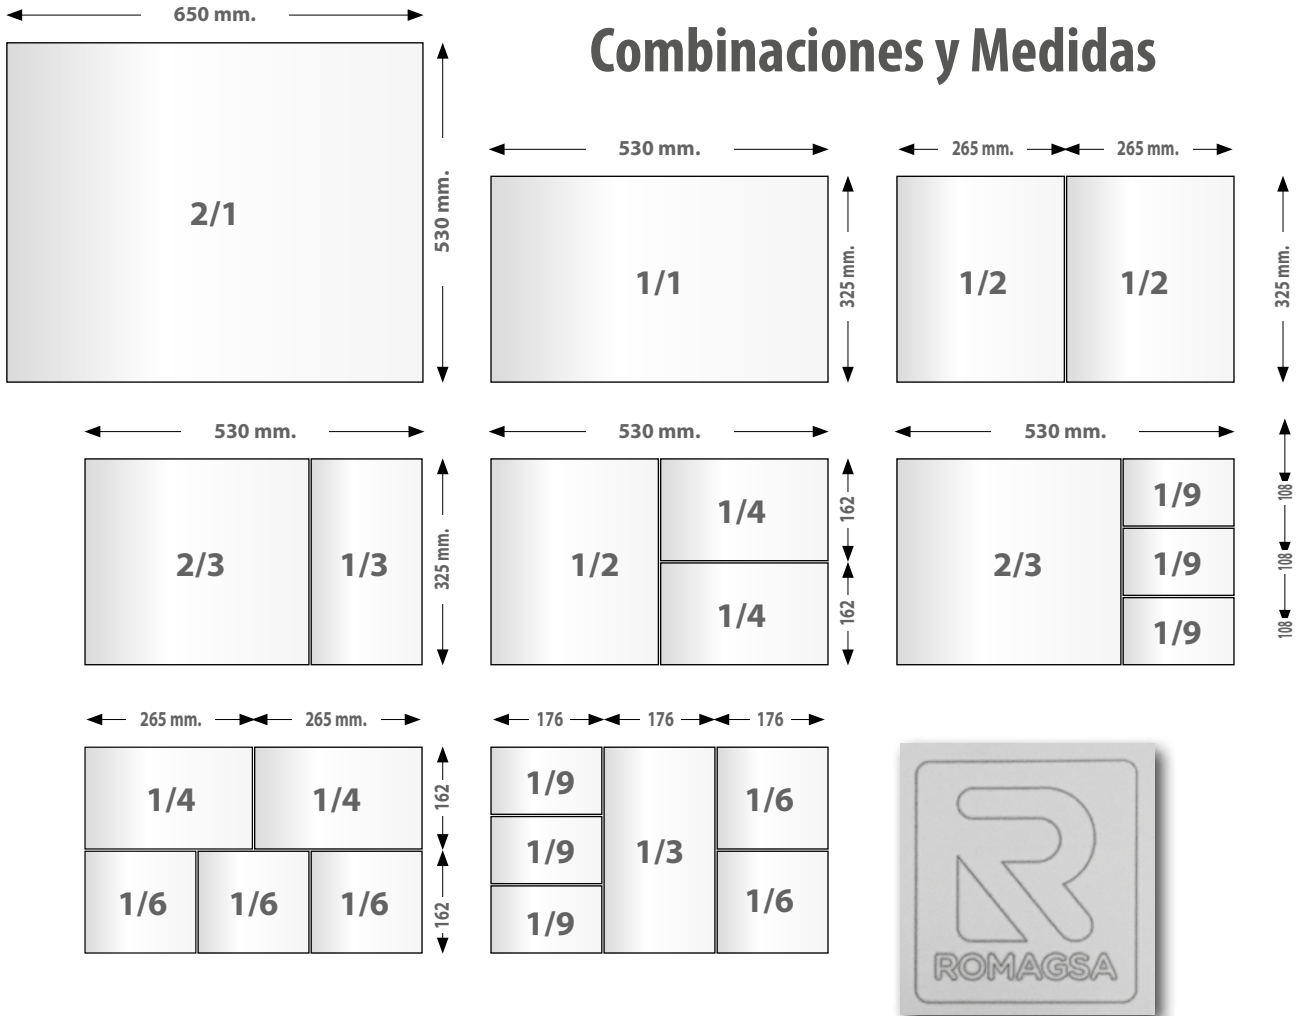 650 mm.
Combinaciones y Medidas
530 mm.
2/1
530 mm.
1/1
325 mm.
265 mm.
265 mm.
1/2
1/2
325 mm.
530 mm.
2/3
1/3
325 mm.
530 mm.
1/2
1/4
1/4
162
162
530 mm.
2/3
1/9
1/9
1/9
108
108
108
265 mm.
265 mm.
1/4
1/4
162
1/6
1/6
1/6
162
176
176
176
1/9
1/9
1/9
1/3
1/6
1/6
ROMAGSA